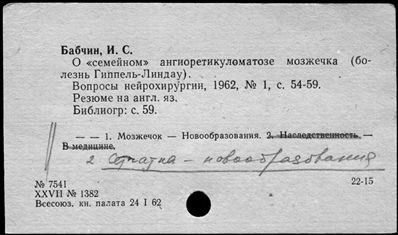 Бабчин, И. С.
О «семейном» ангиоретикуломатозе мозжечка (бо-
лезнь Гиппель-Линдау).
Вопросы нейрохирургии, 1962, № 1, с. 54-59.
Резюме на англ. яз.
Библиогр: с. 59.
— — 1. Мозжечок — Новообразования. 2. Наследственность. —
В медицине.
2 Сетчатка – новообразования
№ 7541
22-15
XXVII № 1382
Всесоюз. кн. палата 24 I 62